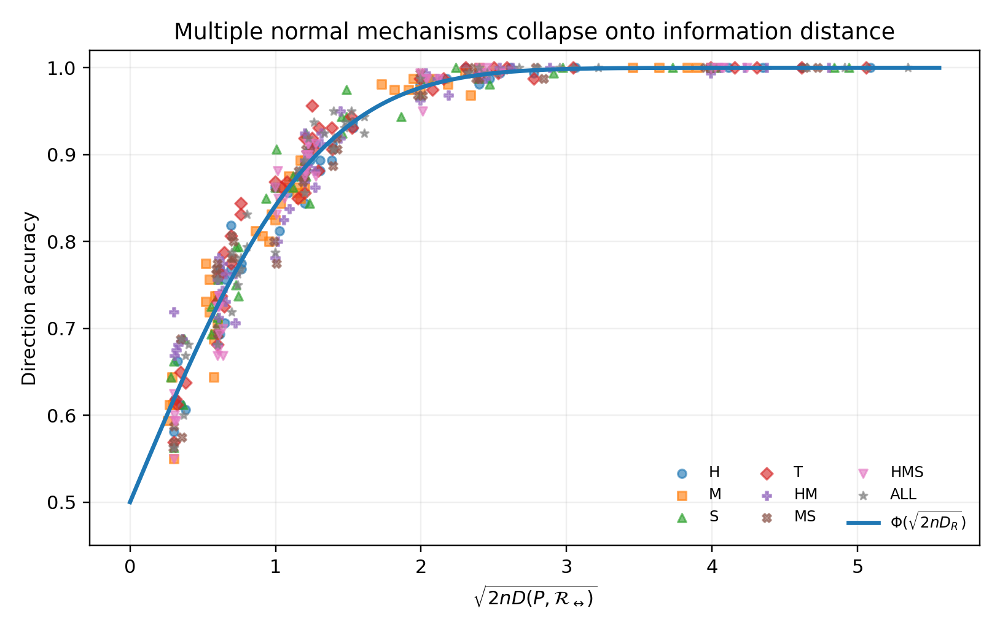 Multiple normal mechanisms collapse onto information distance
Direction accuracy
1.0
0.9
0.8
0.7
0.6
0.5
0 1 2 3 4 5
√2nD(P, ℛ↔)
H T HMS
M HM ALL
S MS Φ(√2nD_R)